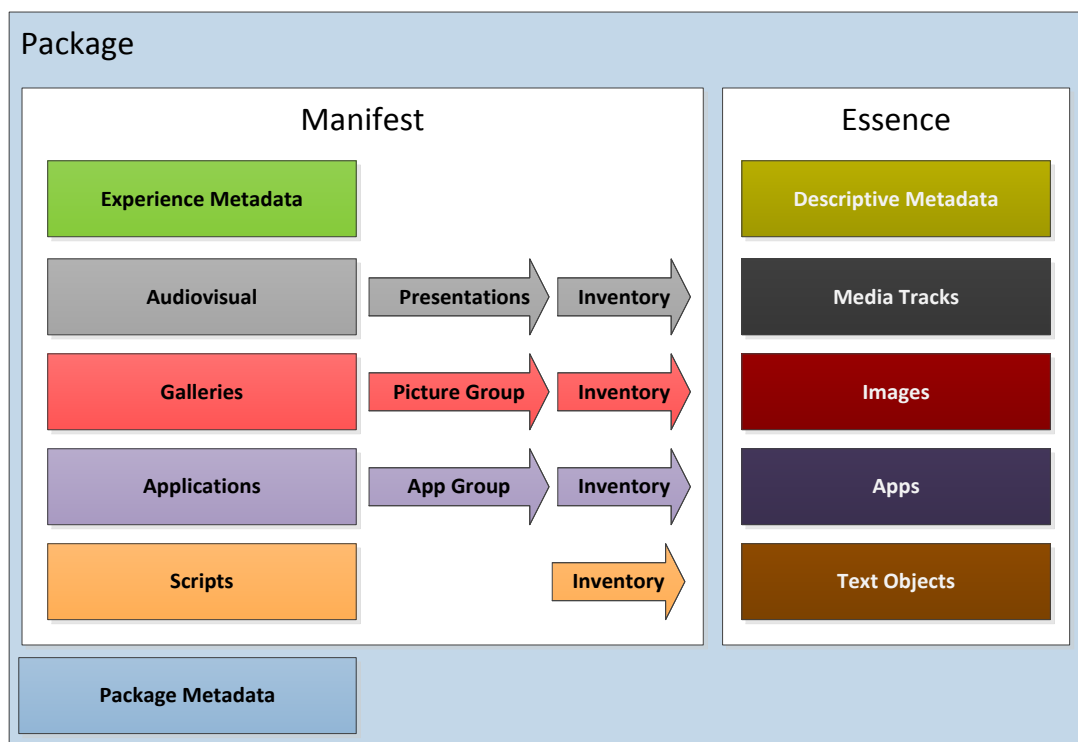 Package
Manifest
Essence
Experience Metadata
Descriptive Metadata
Audiovisual Presentations Inventory Media Tracks
Galleries Picture Group Inventory Images
Applications App Group Inventory Apps
Scripts Inventory Text Objects
Package Metadata